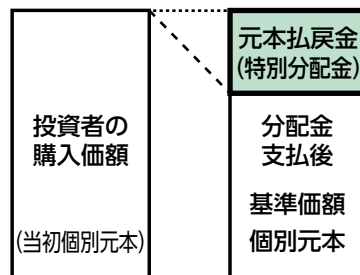 投資者の
購入価額
(当初個別元本)
元本払戻金
(特別分配金)
分配金
支払後
基準価額
個別元本